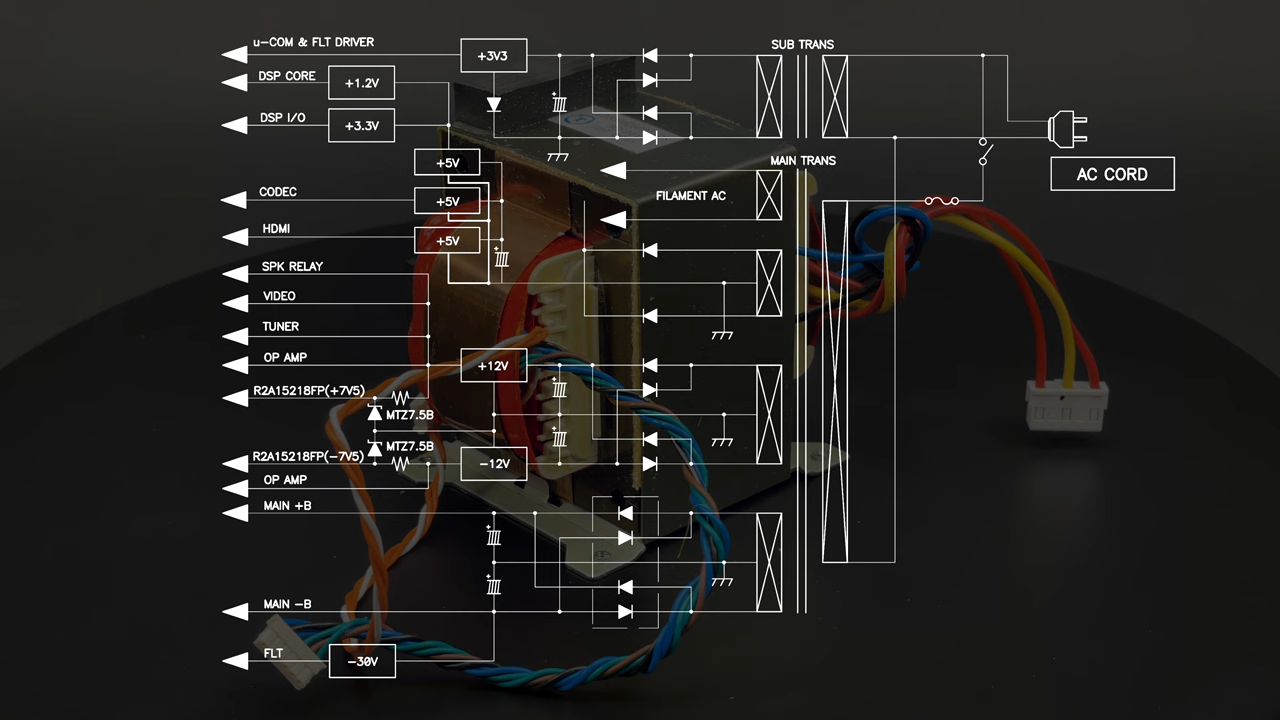 u-COM & FLT DRIVER
+3V3
SUB TRANS
DSP CORE
+1.2V
DSP I/O
+3.3V
+5V
MAIN TRANS
AC CORD
CODEC
+5V
FILAMENT AC
HDMI
+5V
SPK RELAY
VIDEO
TUNER
OP AMP
+12V
R2A15218FP(+7V5)
MTZ7.5B
MTZ7.5B
R2A15218FP(-7V5)
-12V
OP AMP
MAIN +B
MAIN -B
FLT
-30V